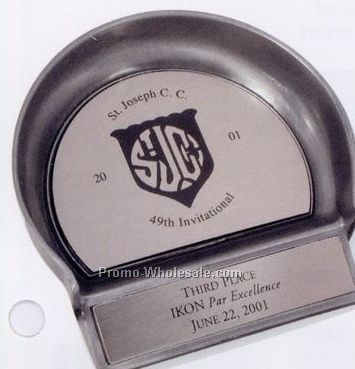 St. Joseph C. C.
20 01
SJCC
49th Invitational
Promo-Wholesale.com
THIRD PLACE
IKON Par Excellence
JUNE 22, 2001